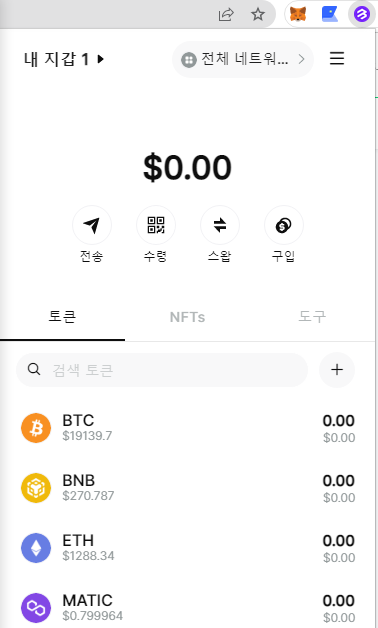 내 지갑 1
전체 네트워...
$0.00
전송
수령
스왑
구입
토큰
NFTs
도구
검색 토큰
BTC 0.00
$19139.7 $0.00
BNB 0.00
$270.787 $0.00
ETH 0.00
$1288.34 $0.00
MATIC 0.00
$0.799964 $0.00